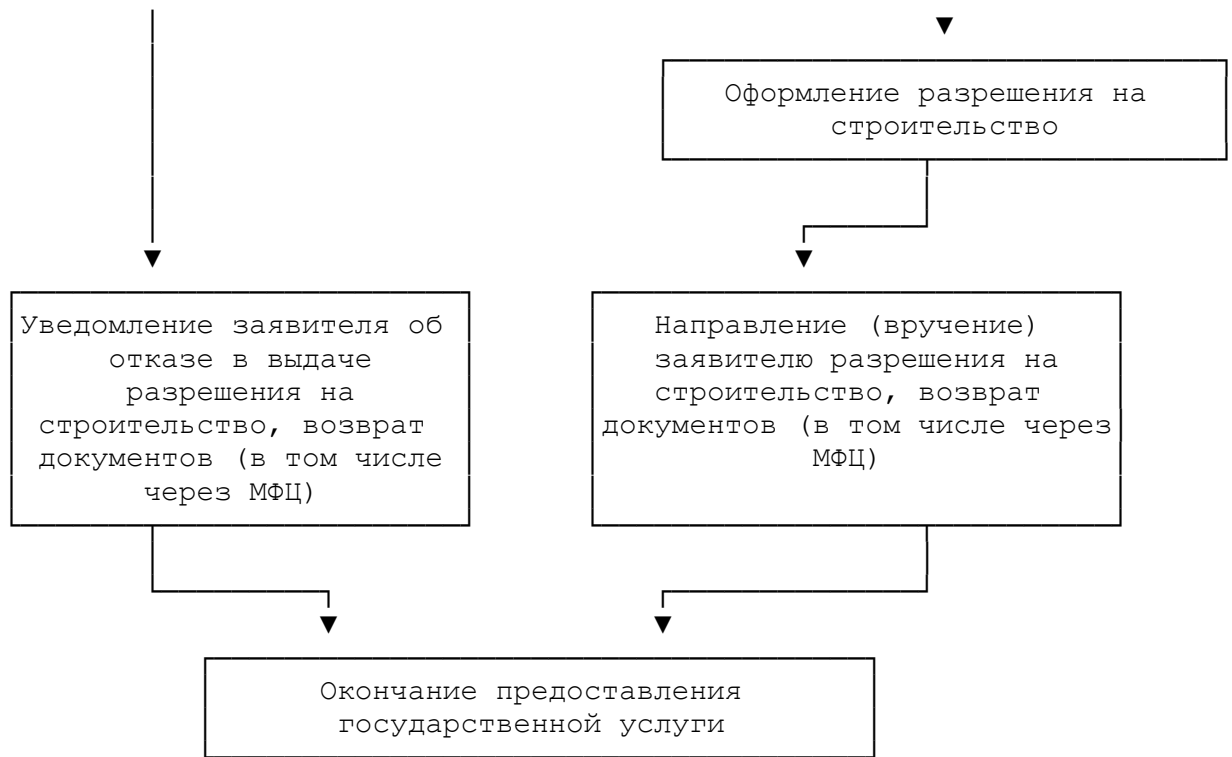 Оформление разрешения на
строительство
Уведомление заявителя об
отказе в выдаче
разрешения на
строительство, возврат
документов (в том числе
через МФЦ)
Направление (вручение)
заявителю разрешения на
строительство, возврат
документов (в том числе через
МФЦ)
Окончание предоставления
государственной услуги